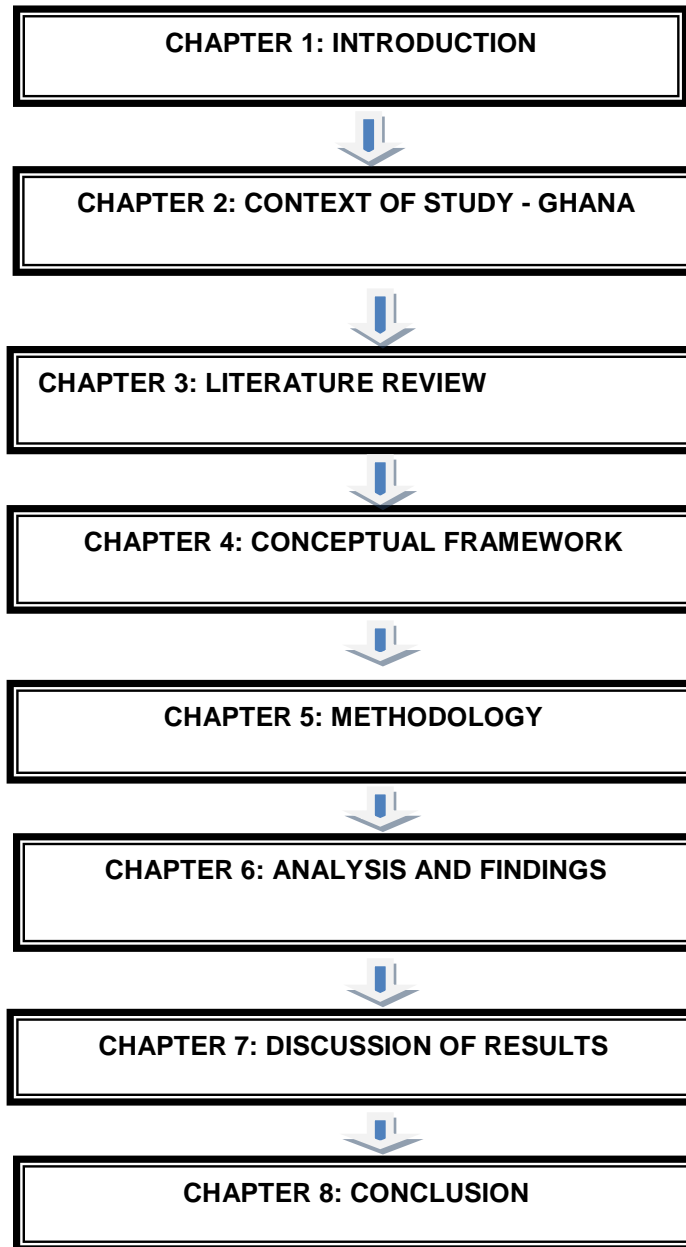 CHAPTER 1: INTRODUCTION
CHAPTER 2: CONTEXT OF STUDY - GHANA
CHAPTER 3: LITERATURE REVIEW
CHAPTER 4: CONCEPTUAL FRAMEWORK
CHAPTER 5: METHODOLOGY
CHAPTER 6: ANALYSIS AND FINDINGS
CHAPTER 7: DISCUSSION OF RESULTS
CHAPTER 8: CONCLUSION